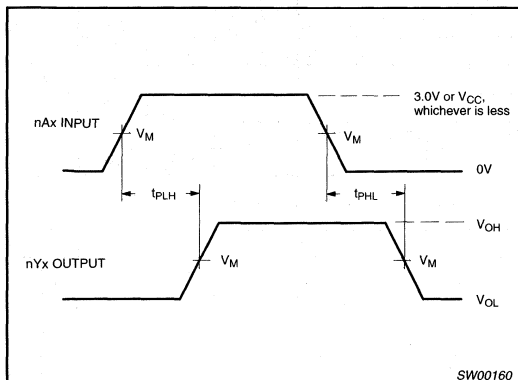 3.0V or VCC,
whichever is less
nAx INPUT
VM
VM
0V
tPLH
tPHL
VOH
nYx OUTPUT
VM
VM
VOL
SW00160